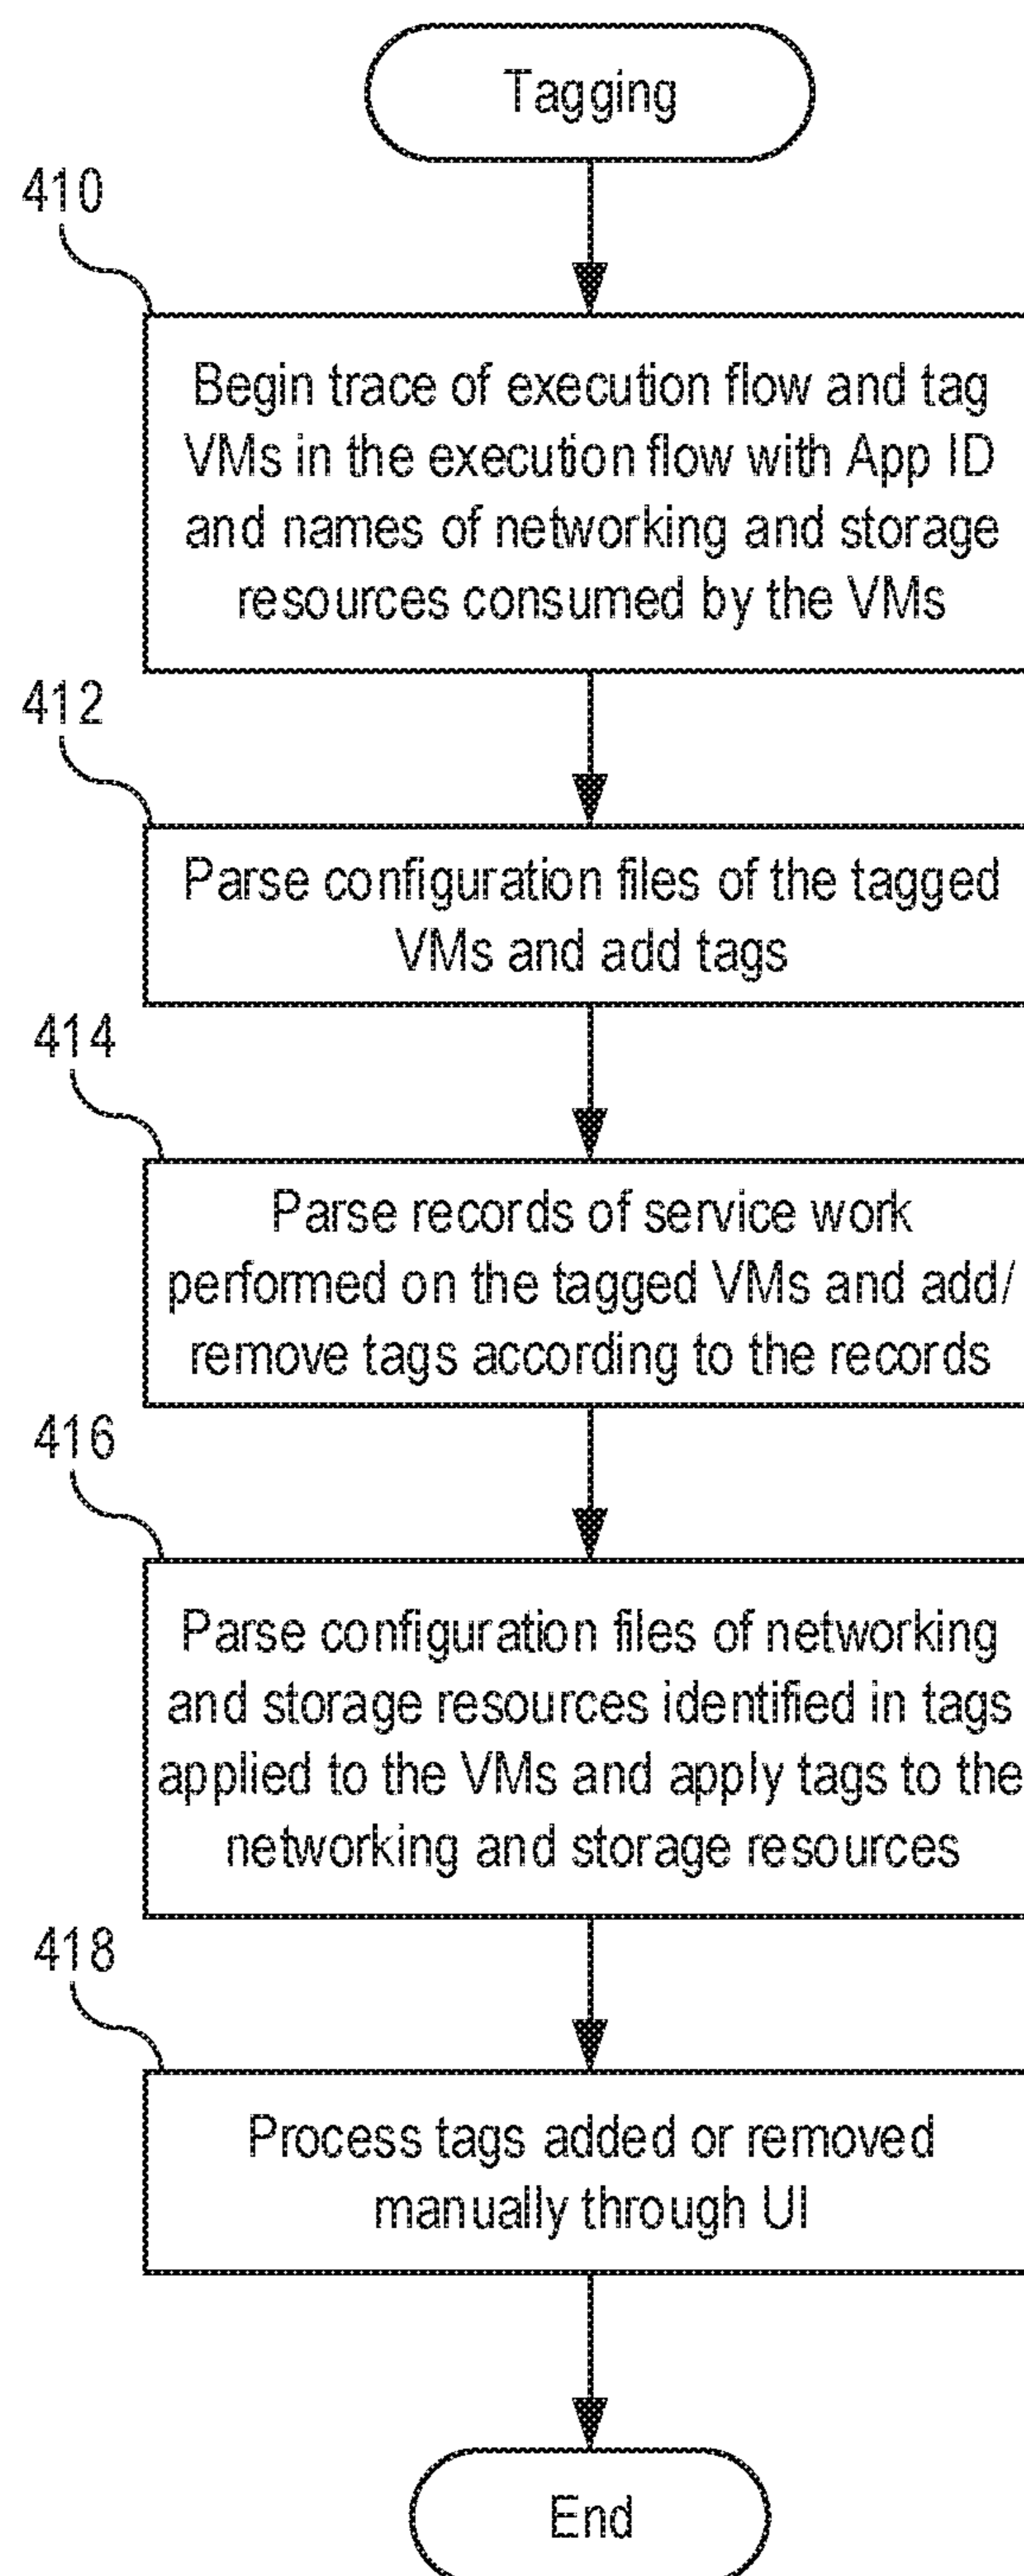 Tagging
410
Begin trace of execution flow and tag
VMs in the execution flow with App ID
and names of networking and storage
resources consumed by the VMs
412
Parse configuration files of the tagged
VMs and add tags
414
Parse records of service work
performed on the tagged VMs and add/
remove tags according to the records
416
Parse configuration files of networking
and storage resources identified in tags
applied to the VMs and apply tags to the
networking and storage resources
418
Process tags added or removed
manually through UI
End